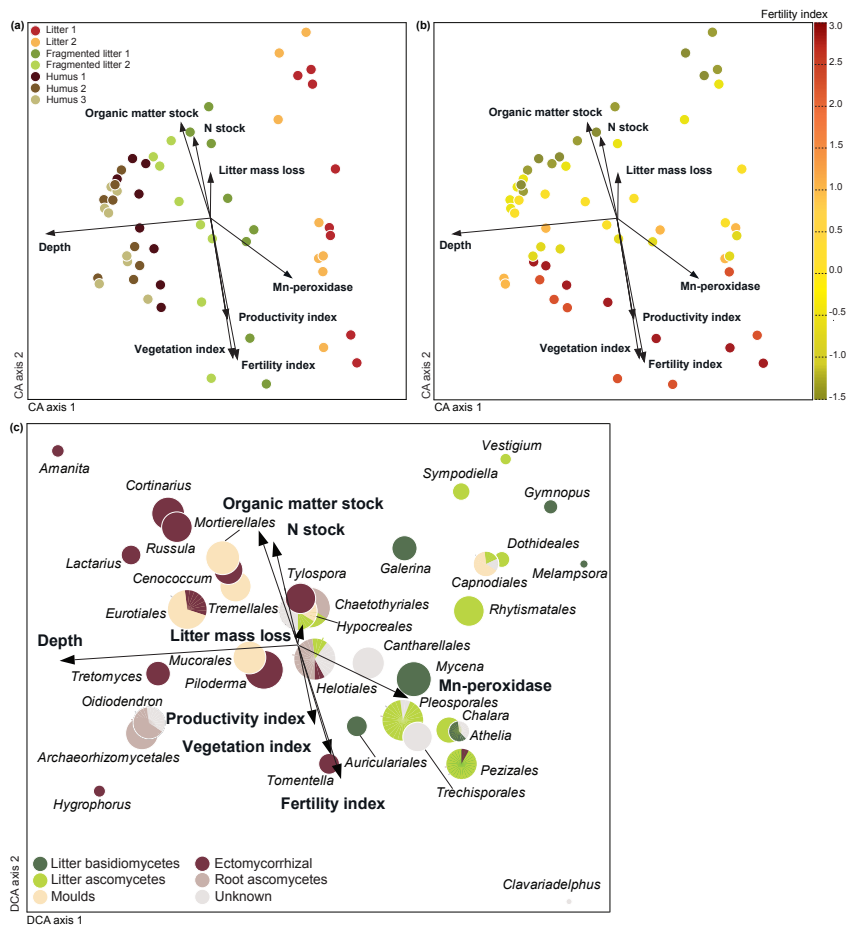 (a)
Litter 1
Litter 2
Fragmented litter 1
Fragmented litter 2
Humus 1
Humus 2
Humus 3
Organic matter stock
N stock
Litter mass loss
Depth
Mn-peroxidase
Productivity index
Vegetation index
Fertility index
CA axis 2
CA axis 1
(b)
Organic matter stock
N stock
Litter mass loss
Depth
Mn-peroxidase
Productivity index
Vegetation index
Fertility index
CA axis 2
CA axis 1
Fertility index
3.0
2.5
2.0
1.5
1.0
0.5
0.0
-0.5
-1.0
-1.5
(c)
Amanita
Vestigium
Sympodiella
Cortinarius
Gymnopus
Organic matter stock
Mortierellales
N stock
Russula
Dothideales
Lactarius
Galerina
Melampsora
Cenococcum
Tylospora
Capnodiales
Tremellales
Chaetothyriales
Rhytismatales
Eurotiales
Hypocreales
Litter mass loss
Depth
Cantharellales
Mucorales
Mycena
Tretomyces
Piloderma
Helotiales
Mn-peroxidase
Oidiodendron
Pleosporales
Productivity index
Chalara
Athelia
Vegetation index
Archaeorhizomycetales
Auriculariales
Pezizales
Tomentella
Trechisporales
Hygrophorus
Fertility index
Litter basidiomycetes
Litter ascomycetes
Moulds
Ectomycorrhizal
Root ascomycetes
Unknown
Clavariadelphus
DCA axis 2
DCA axis 1